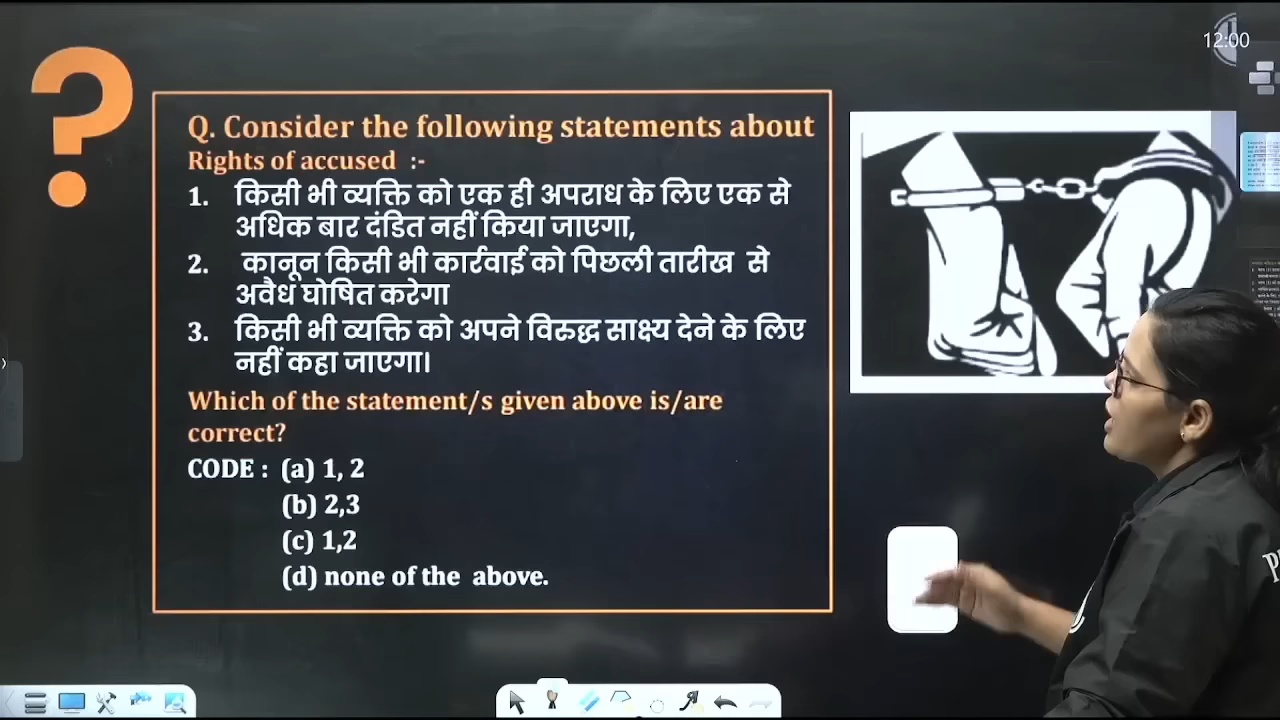 12:00
?
Q. Consider the following statements about
Rights of accused :-
1. किसी भी व्यक्ति को एक ही अपराध के लिए एक से
अधिक बार दंडित नहीं किया जाएगा,
2. कानून किसी भी कार्रवाई को पिछली तारीख से
अवैध घोषित करेगा
3. किसी भी व्यक्ति को अपने विरुद्ध साक्ष्य देने के लिए
नहीं कहा जाएगा।
Which of the statement/s given above is/are
correct?
CODE : (a) 1, 2
(b) 2,3
(c) 1,2
(d) none of the above.